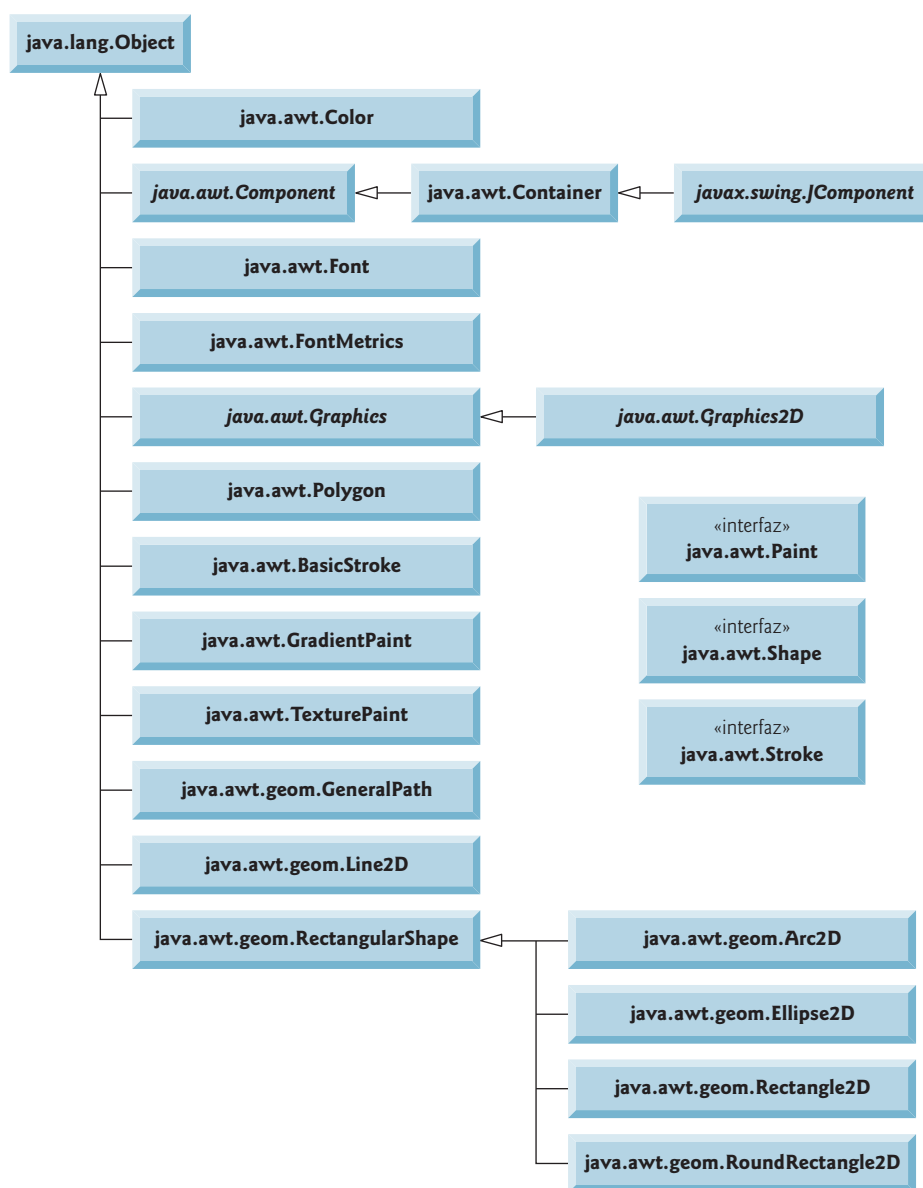 java.lang.Object
java.awt.Color
java.awt.Component
java.awt.Container
javax.swing.JComponent
java.awt.Font
java.awt.FontMetrics
java.awt.Graphics
java.awt.Graphics2D
java.awt.Polygon
«interfaz»
java.awt.Paint
java.awt.BasicStroke
«interfaz»
java.awt.Shape
java.awt.GradientPaint
java.awt.TexturePaint
«interfaz»
java.awt.Stroke
java.awt.geom.GeneralPath
java.awt.geom.Line2D
java.awt.geom.RectangularShape
java.awt.geom.Arc2D
java.awt.geom.Ellipse2D
java.awt.geom.Rectangle2D
java.awt.geom.RoundRectangle2D